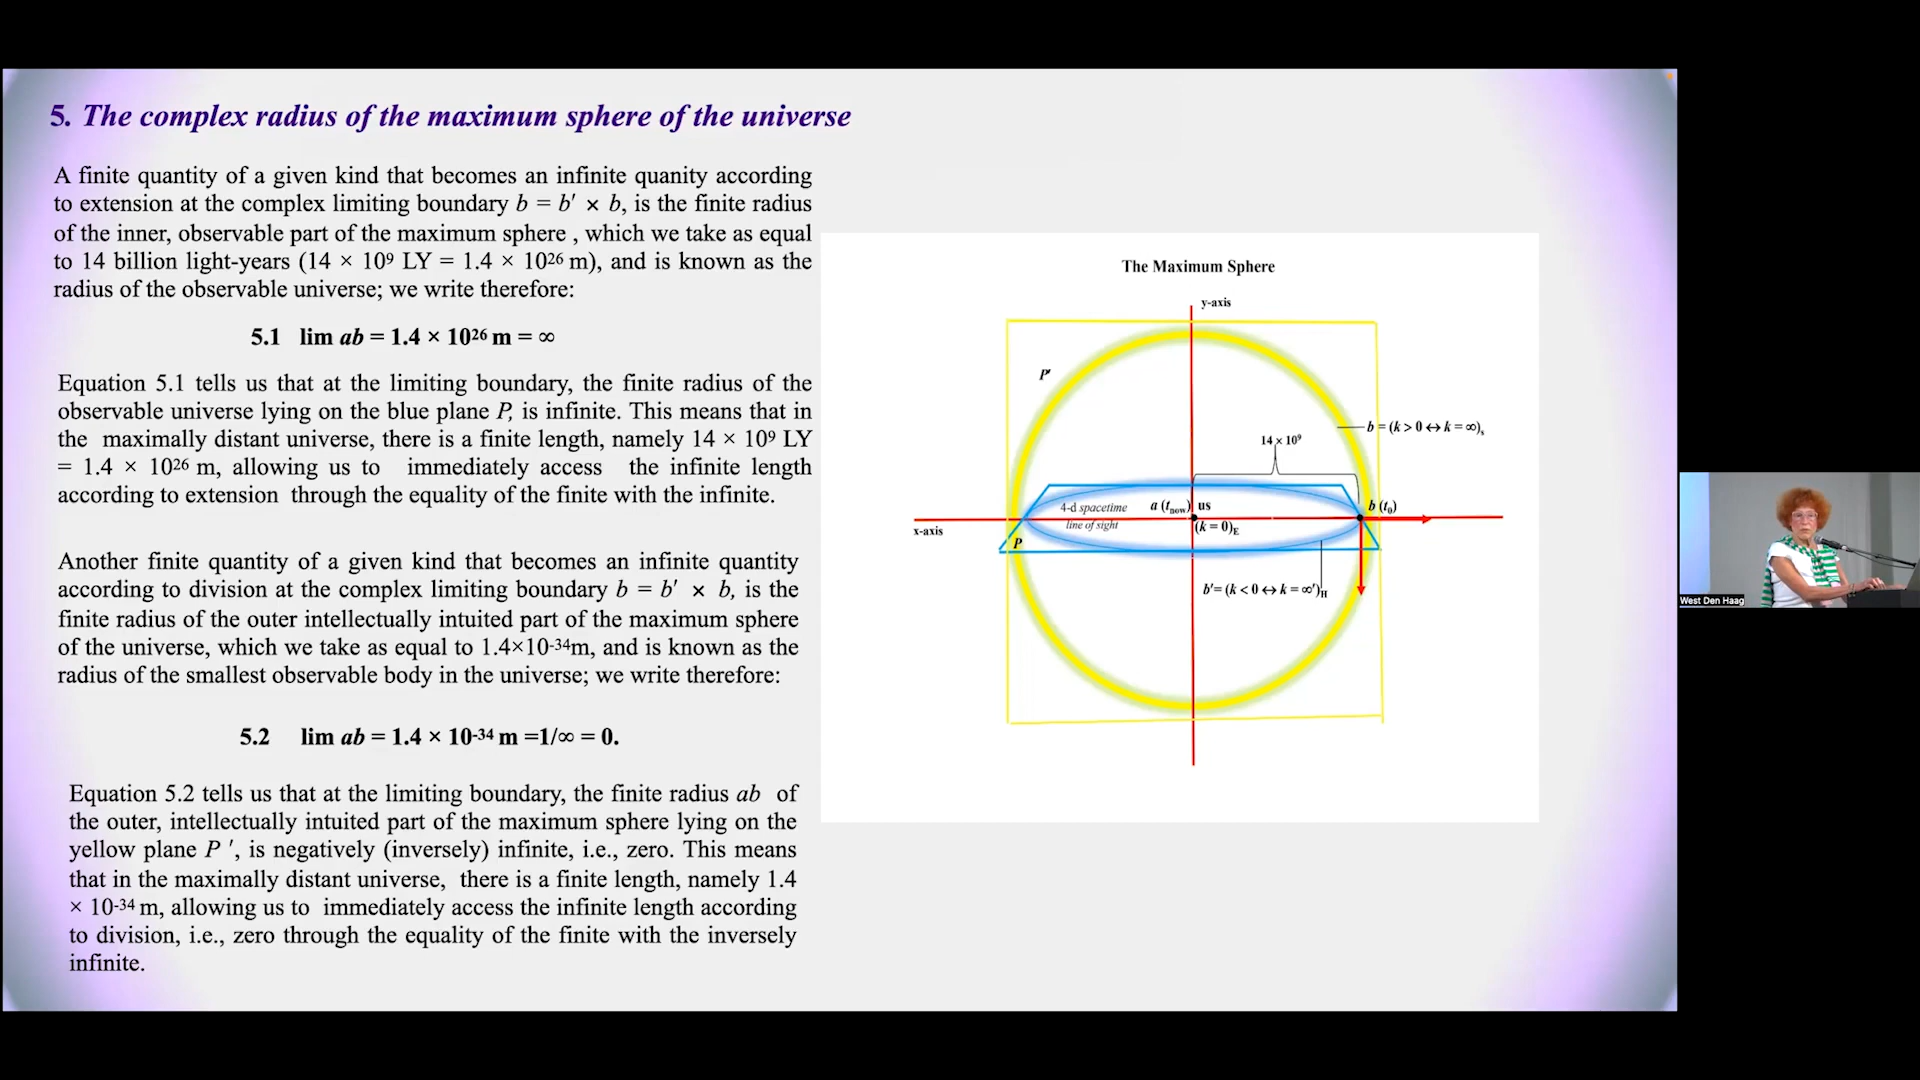 5. The complex radius of the maximum sphere of the universe
A finite quantity of a given kind that becomes an infinite quanity according
to extension at the complex limiting boundary b = b′ × b, is the finite radius
of the inner, observable part of the maximum sphere , which we take as equal
to 14 billion light-years (14 × 10⁹ LY = 1.4 × 10²⁶ m), and is known as the
radius of the observable universe; we write therefore:
5.1 lim ab = 1.4 × 10²⁶ m = ∞
Equation 5.1 tells us that at the limiting boundary, the finite radius of the
observable universe lying on the blue plane P, is infinite. This means that in
the maximally distant universe, there is a finite length, namely 14 × 10⁹ LY
= 1.4 × 10²⁶ m, allowing us to immediately access the infinite length
according to extension through the equality of the finite with the infinite.
Another finite quantity of a given kind that becomes an infinite quantity
according to division at the complex limiting boundary b = b′ × b, is the
finite radius of the outer intellectually intuited part of the maximum sphere
of the universe, which we take as equal to 1.4×10⁻³⁴m, and is known as the
radius of the smallest observable body in the universe; we write therefore:
5.2 lim ab = 1.4 × 10⁻³⁴ m =1/∞ = 0.
Equation 5.2 tells us that at the limiting boundary, the finite radius ab of
the outer, intellectually intuited part of the maximum sphere lying on the
yellow plane P ′, is negatively (inversely) infinite, i.e., zero. This means
that in the maximally distant universe, there is a finite length, namely 1.4
× 10⁻³⁴ m, allowing us to immediately access the infinite length according
to division, i.e., zero through the equality of the finite with the inversely
infinite.
The Maximum Sphere
y-axis
P′
b = (k > 0 ↔ k = ∞)ₛ
14 x 10⁹
4-d spacetime
line of sight
a (t_now) us
b (t₀)
(k = 0)_E
x-axis
P
b′= (k < 0 ↔ k = ∞′)_H
West Den Haag